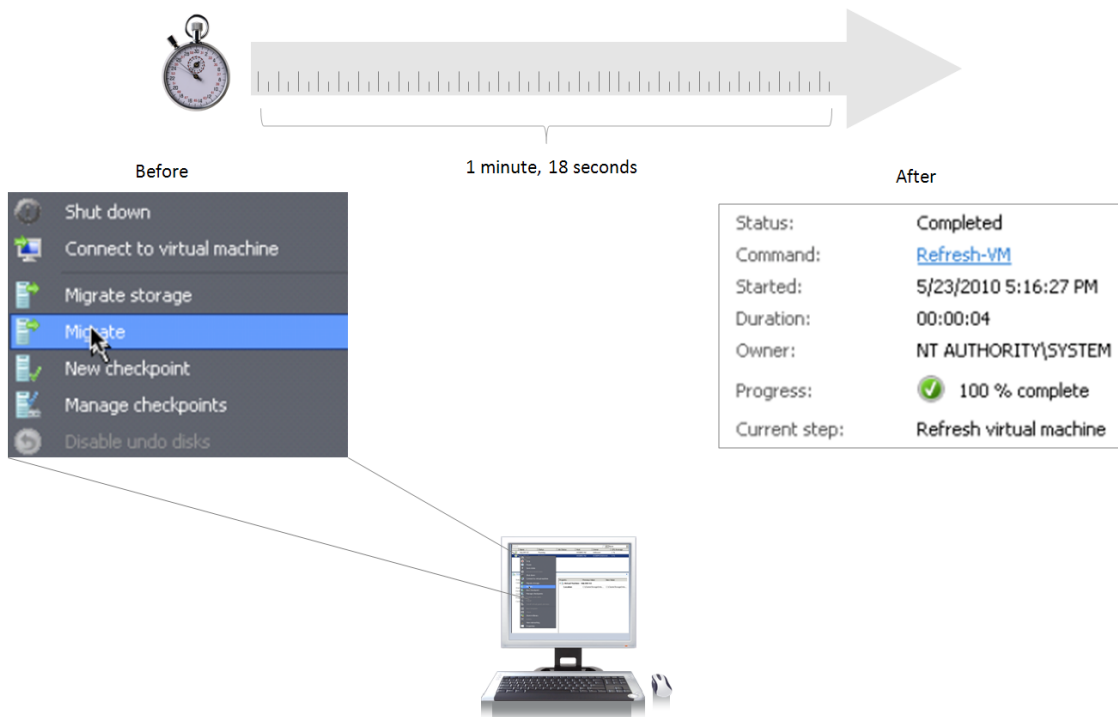 Before
1 minute, 18 seconds
After
Shut down
Connect to virtual machine
Migrate storage
Migrate
New checkpoint
Manage checkpoints
Disable undo disks
Status: Completed
Command: Refresh-VM
Started: 5/23/2010 5:16:27 PM
Duration: 00:00:04
Owner: NT AUTHORITY\SYSTEM
Progress: 100 % complete
Current step: Refresh virtual machine